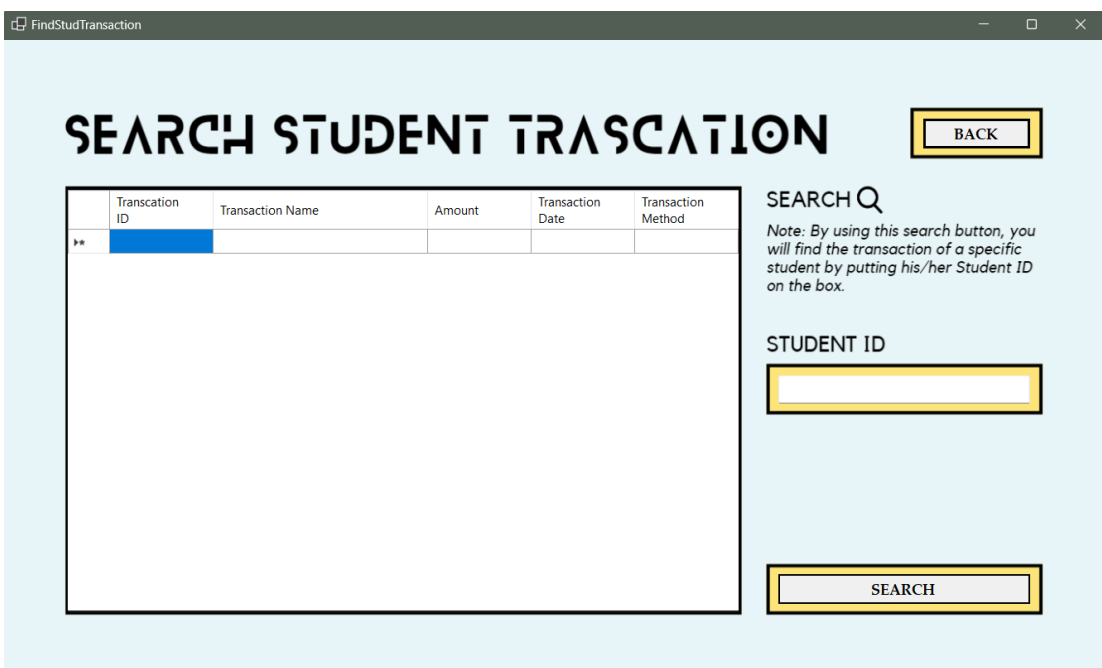 FindStudTransaction
SEARCH STUDENT TRASCATION
BACK
Transcation
ID
Transaction Name
Amount
Transaction
Date
Transaction
Method
SEARCH
Note: By using this search button, you
will find the transaction of a specific
student by putting his/her Student ID
on the box.
STUDENT ID
SEARCH